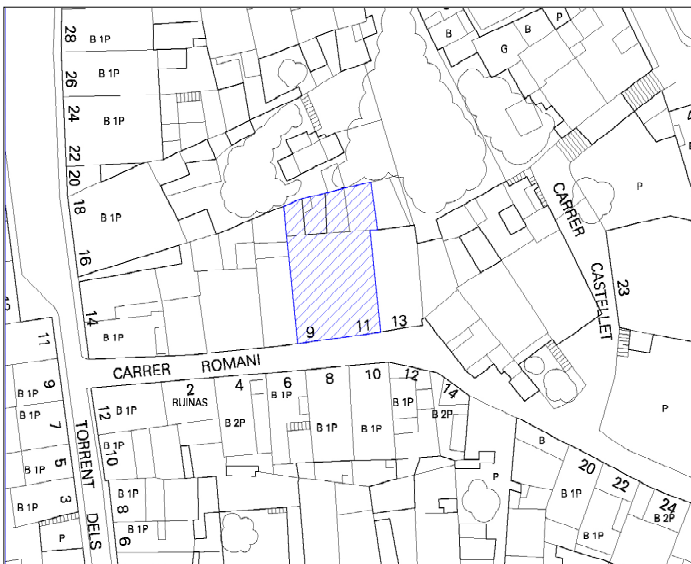 28
B 1P
26
B 1P
24
B 1P
22
20
18
B 1P
16
14
B 1P
B
B
B 1P
P
G
P
CARRER
CASTELLET
23
P
9
11
13
CARRER ROMANI
11
9
B 1P
7
B 1P
5
B 1P
3
B 1P
P
TORRENT DELS
12
B 1P
10
B 1P
8
B 1P
6
B 1P
2
RUINAS
4
B 2P
6
B 1P
8
B 1P
10
B 1P
12
B 1P
14
B 2P
P
B
20
B 1P
B 1P
22
24
B 2P